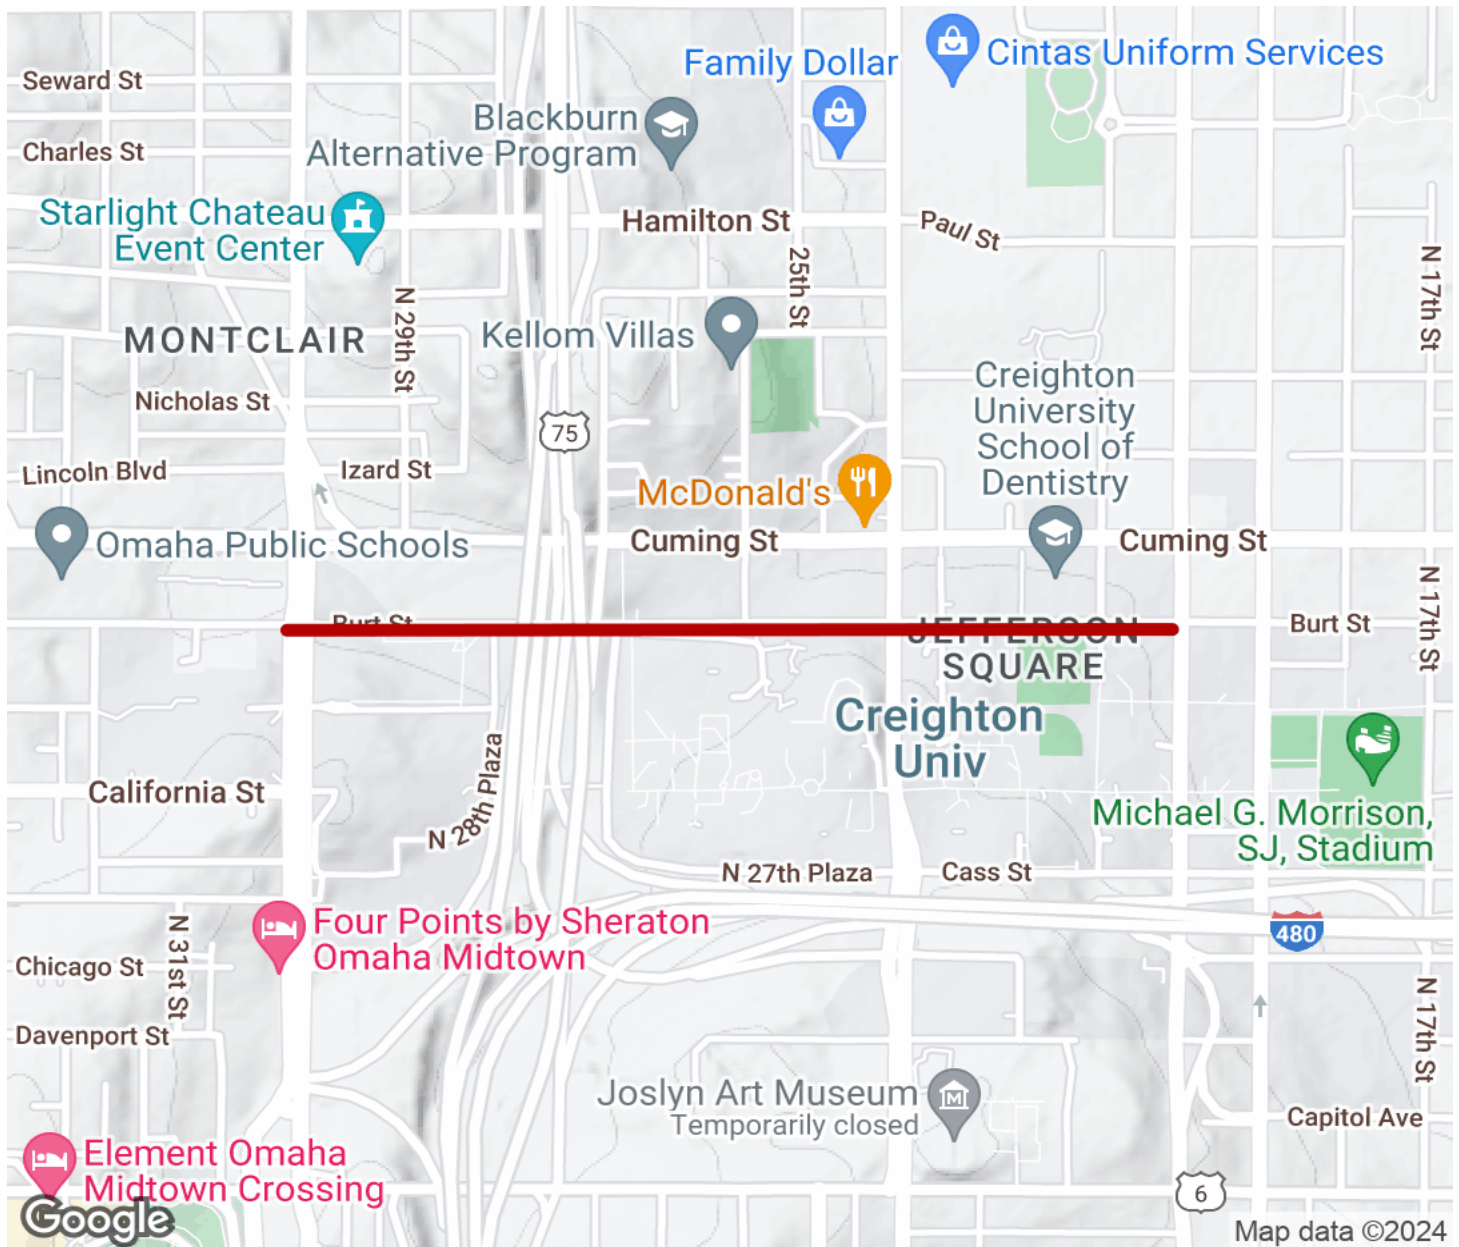 Seward St
Charles St
Family Dollar
Cintas Uniform Services
Blackburn
Alternative Program
Starlight Chateau
Event Center
Hamilton St
Paul St
25th St
N 17th St
N 29th St
MONTCLAIR
Kellom Villas
Nicholas St
75
Creighton
University
School of
Dentistry
Lincoln Blvd
Izard St
McDonald's
Omaha Public Schools
Cuming St
Cuming St
Burt St
JEFFERSON
SQUARE
Burt St
N 17th St
Creighton
Univ
California St
N 28th Plaza
Michael G. Morrison,
SJ, Stadium
N 27th Plaza
Cass St
480
N 31st St
Four Points by Sheraton
Omaha Midtown
Chicago St
Davenport St
N 17th St
Joslyn Art Museum
Temporarily closed
M
Capitol Ave
Element Omaha
Midtown Crossing
6
Google
Map data ©2024